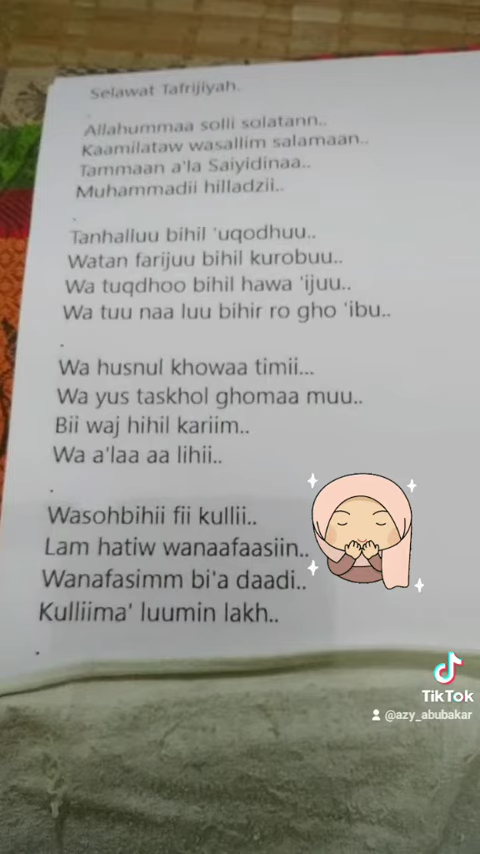 Selawat Tafrijiyah.
.
Allahummaa solli solatann..
Kaamilataw wasallim salamaan..
Tammaan a'la Saiyidinaa..
Muhammadii hilladzii..
.
Tanhalluu bihil 'uqodhuu..
Watan farijuu bihil kurobuu..
Wa tuqdhoo bihil hawa 'ijuu..
Wa tuu naa luu bihir ro gho 'ibu..
.
Wa husnul khowaa timii...
Wa yus taskhol ghomaa muu..
Bii waj hihil kariim..
Wa a'laa aa lihii..
.
Wasohbihii fii kullii..
Lam hatiw wanaafaasiin..
Wanafasimm bi'a daadi..
Kulliima' luumin lakh..
.
TikTok
@azy_abubakar